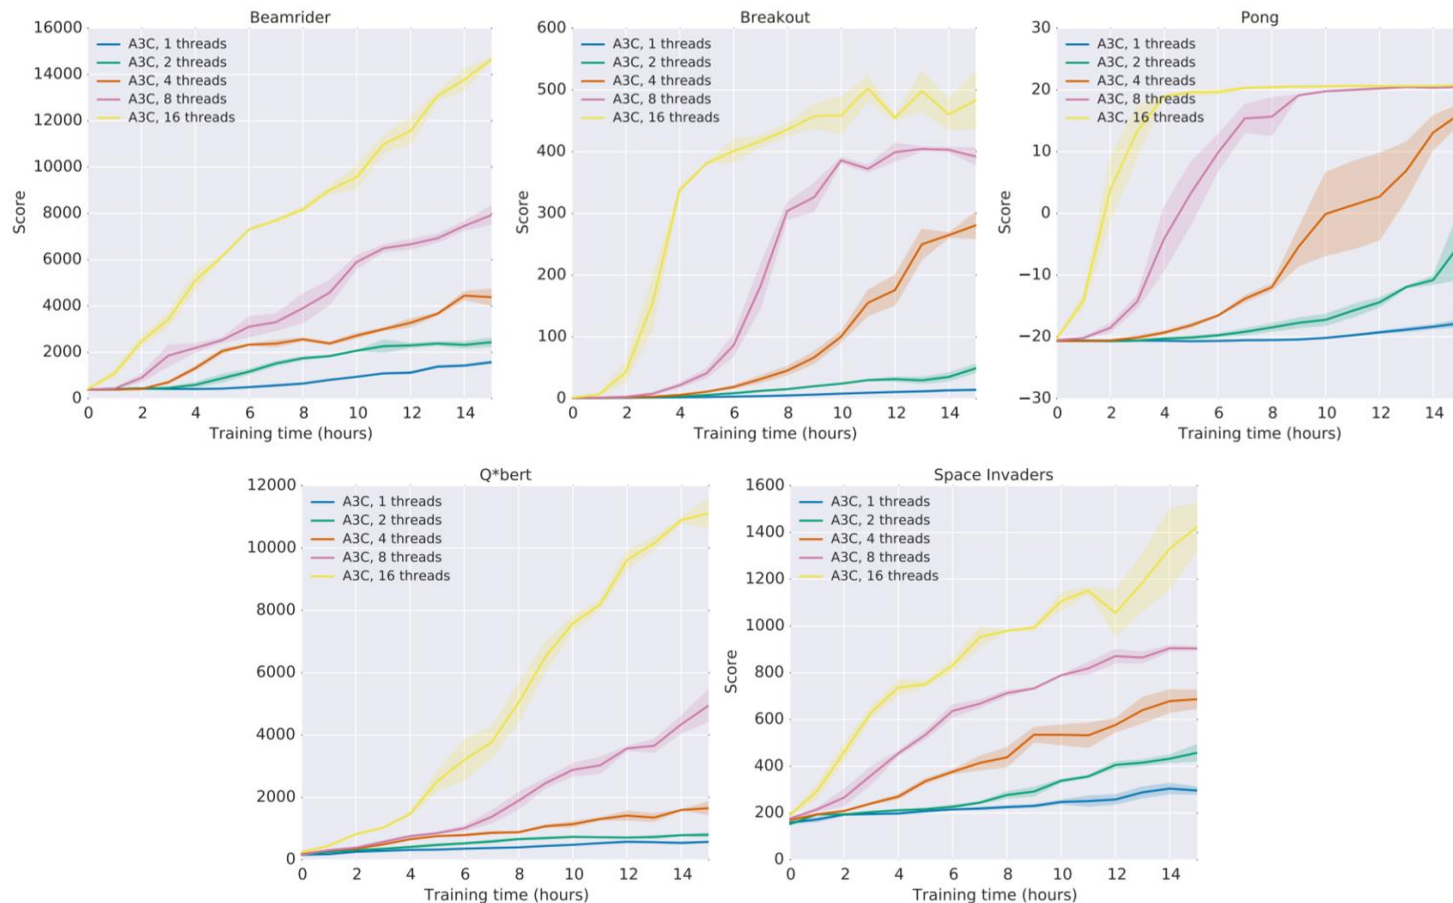 Beamrider
16000
14000
12000
10000
8000
6000
4000
2000
0
Score
A3C, 1 threads
A3C, 2 threads
A3C, 4 threads
A3C, 8 threads
A3C, 16 threads
0 2 4 6 8 10 12 14
Training time (hours)
Breakout
600
500
400
300
200
100
0
Score
A3C, 1 threads
A3C, 2 threads
A3C, 4 threads
A3C, 8 threads
A3C, 16 threads
0 2 4 6 8 10 12 14
Training time (hours)
Pong
30
20
10
0
−10
−20
−30
Score
A3C, 1 threads
A3C, 2 threads
A3C, 4 threads
A3C, 8 threads
A3C, 16 threads
0 2 4 6 8 10 12 14
Training time (hours)
Q*bert
12000
10000
8000
6000
4000
2000
0
A3C, 1 threads
A3C, 2 threads
A3C, 4 threads
A3C, 8 threads
A3C, 16 threads
0 2 4 6 8 10 12 14
Training time (hours)
Space Invaders
1600
1400
1200
1000
800
600
400
200
0
Score
A3C, 1 threads
A3C, 2 threads
A3C, 4 threads
A3C, 8 threads
A3C, 16 threads
0 2 4 6 8 10 12 14
Training time (hours)